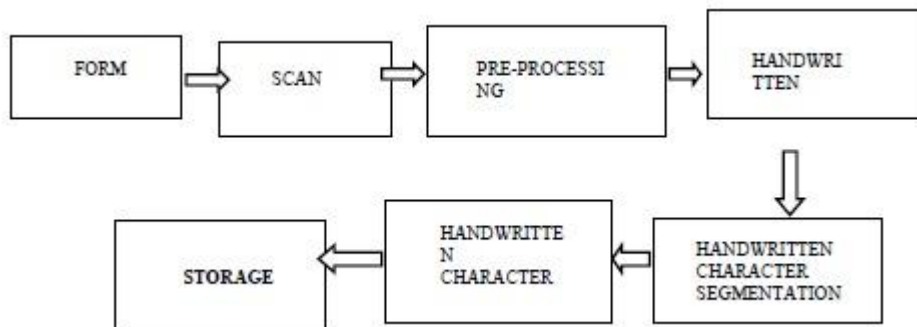 FORM
SCAN
PRE-PROCESSI
NG
HANDWRI
TTEN
HANDWRITTEN
CHARACTER
SEGMENTATION
HANDWRITTE
N
CHARACTER
STORAGE